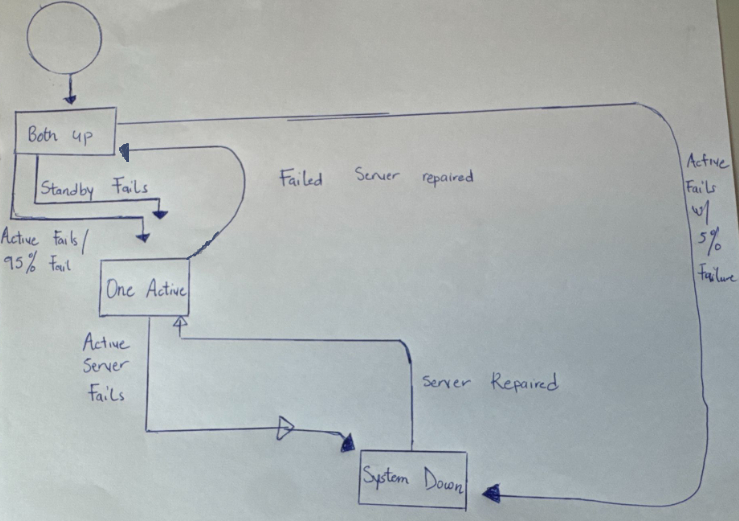 Both up
Standby Fails
Active Fails/
95% Fail
Failed Server repaired
Active
Fails
w/
5%
Failure
One Active
Active
Server
Fails
Server Repaired
System Down